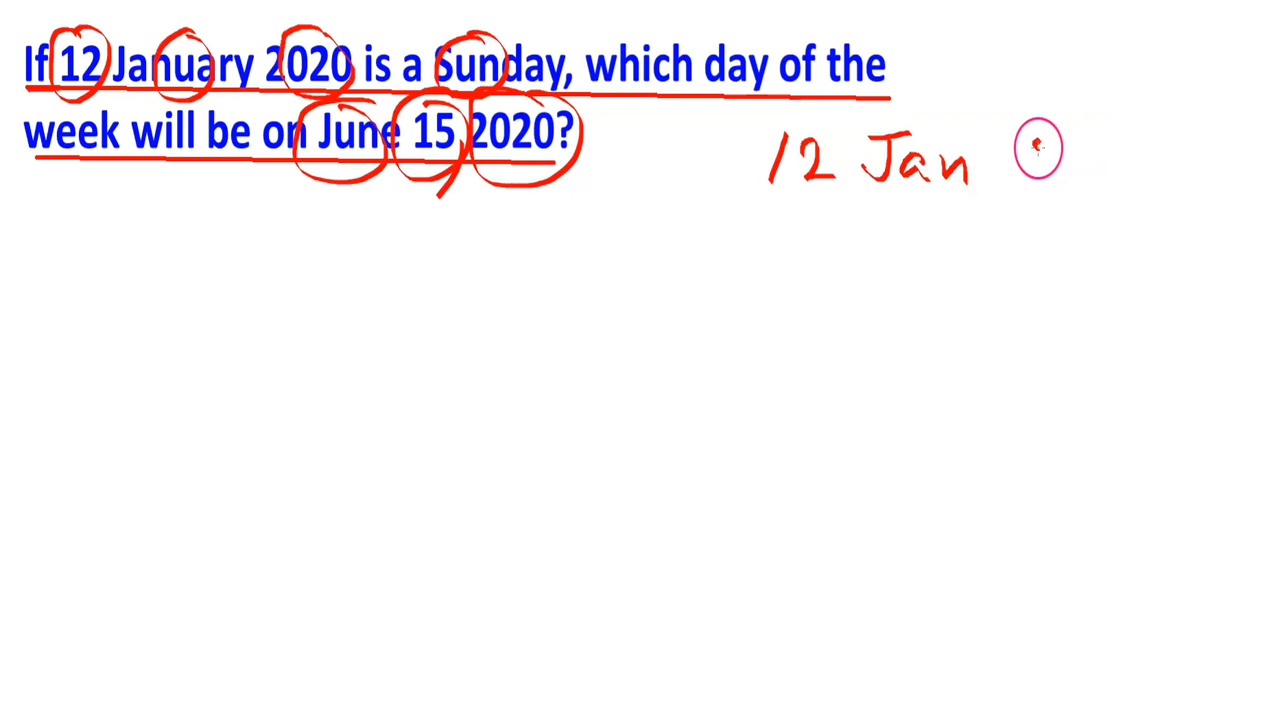 If 12 January 2020 is a Sunday, which day of the
week will be on June 15, 2020?
12 Jan